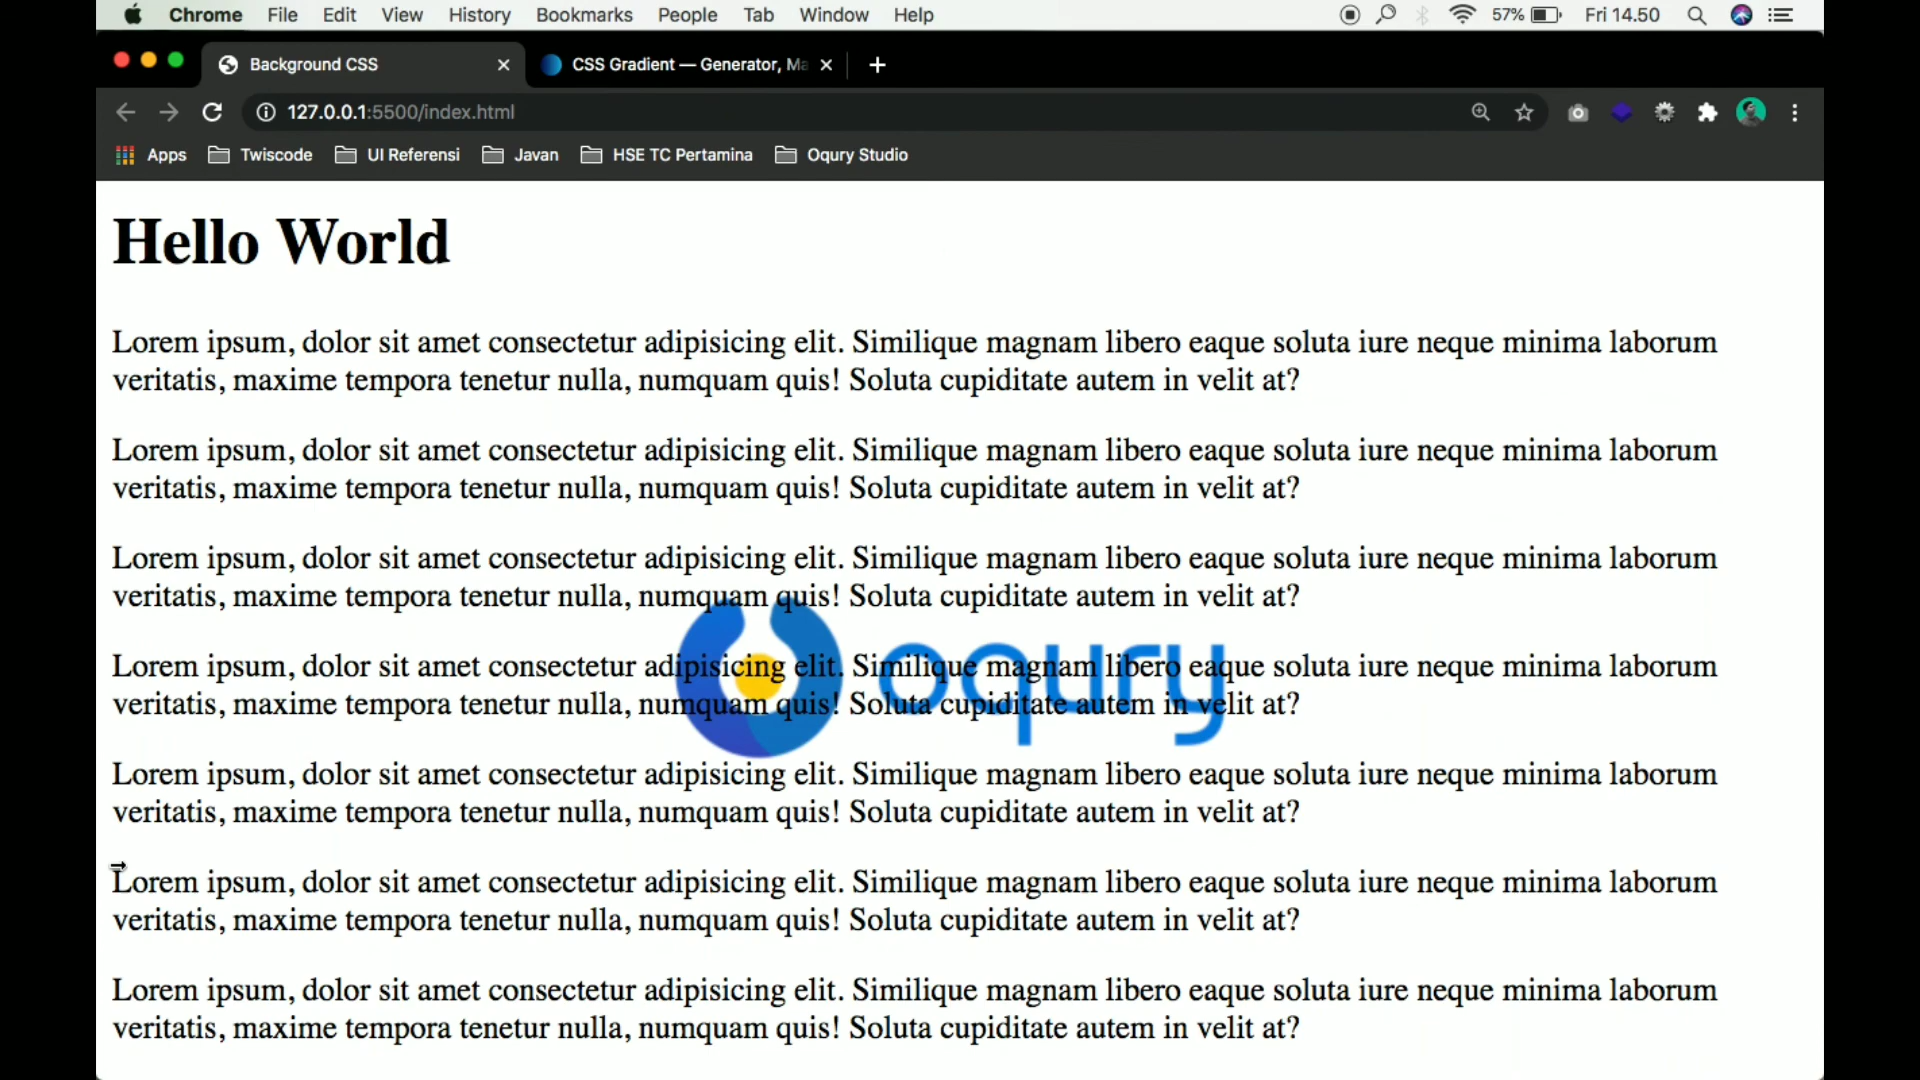 Chrome File Edit View History Bookmarks People Tab Window Help 57% Fri 14.50
Background CSS CSS Gradient — Generator, Ma
127.0.0.1:5500/index.html
Apps Twiscode UI Referensi Javan HSE TC Pertamina Oqury Studio
Hello World
Lorem ipsum, dolor sit amet consectetur adipisicing elit. Similique magnam libero eaque soluta iure neque minima laborum
veritatis, maxime tempora tenetur nulla, numquam quis! Soluta cupiditate autem in velit at?
Lorem ipsum, dolor sit amet consectetur adipisicing elit. Similique magnam libero eaque soluta iure neque minima laborum
veritatis, maxime tempora tenetur nulla, numquam quis! Soluta cupiditate autem in velit at?
Lorem ipsum, dolor sit amet consectetur adipisicing elit. Similique magnam libero eaque soluta iure neque minima laborum
veritatis, maxime tempora tenetur nulla, numquam quis! Soluta cupiditate autem in velit at?
Lorem ipsum, dolor sit amet consectetur adipisicing elit. Similique magnam libero eaque soluta iure neque minima laborum
veritatis, maxime tempora tenetur nulla, numquam quis! Soluta cupiditate autem in velit at?
oqury
Lorem ipsum, dolor sit amet consectetur adipisicing elit. Similique magnam libero eaque soluta iure neque minima laborum
veritatis, maxime tempora tenetur nulla, numquam quis! Soluta cupiditate autem in velit at?
Lorem ipsum, dolor sit amet consectetur adipisicing elit. Similique magnam libero eaque soluta iure neque minima laborum
veritatis, maxime tempora tenetur nulla, numquam quis! Soluta cupiditate autem in velit at?
Lorem ipsum, dolor sit amet consectetur adipisicing elit. Similique magnam libero eaque soluta iure neque minima laborum
veritatis, maxime tempora tenetur nulla, numquam quis! Soluta cupiditate autem in velit at?